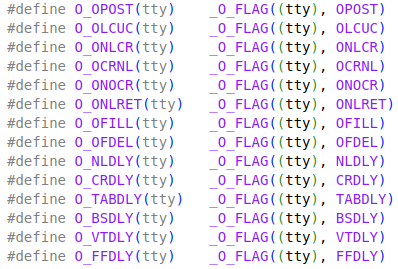 #define O_OPOST(tty)    _O_FLAG((tty), OPOST)
#define O_OLCUC(tty)    _O_FLAG((tty), OLCUC)
#define O_ONLCR(tty)    _O_FLAG((tty), ONLCR)
#define O_OCRNL(tty)    _O_FLAG((tty), OCRNL)
#define O_ONOCR(tty)    _O_FLAG((tty), ONOCR)
#define O_ONLRET(tty)   _O_FLAG((tty), ONLRET)
#define O_OFILL(tty)    _O_FLAG((tty), OFILL)
#define O_OFDEL(tty)    _O_FLAG((tty), OFDEL)
#define O_NLDLY(tty)    _O_FLAG((tty), NLDLY)
#define O_CRDLY(tty)    _O_FLAG((tty), CRDLY)
#define O_TABDLY(tty)   _O_FLAG((tty), TABDLY)
#define O_BSDLY(tty)    _O_FLAG((tty), BSDLY)
#define O_VTDLY(tty)    _O_FLAG((tty), VTDLY)
#define O_FFDLY(tty)    _O_FLAG((tty), FFDLY)